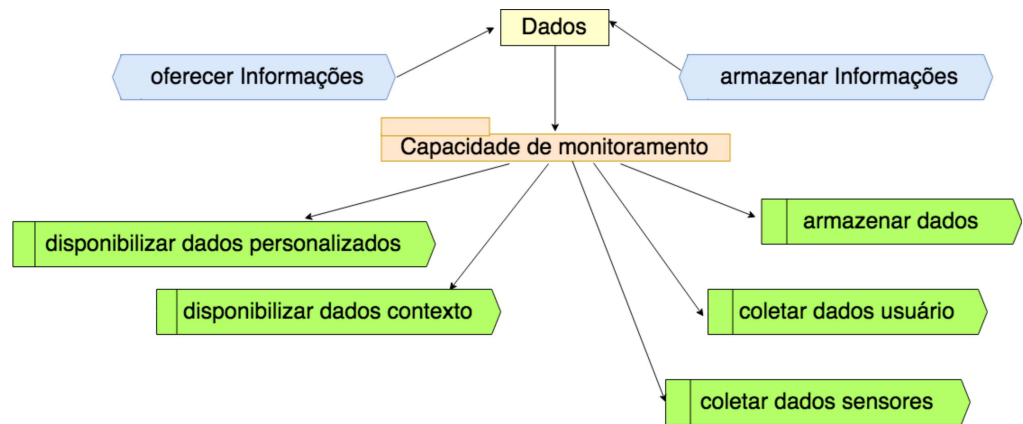 Dados
oferecer Informações
armazenar Informações
Capacidade de monitoramento
armazenar dados
disponibilizar dados personalizados
disponibilizar dados contexto
coletar dados usuário
coletar dados sensores